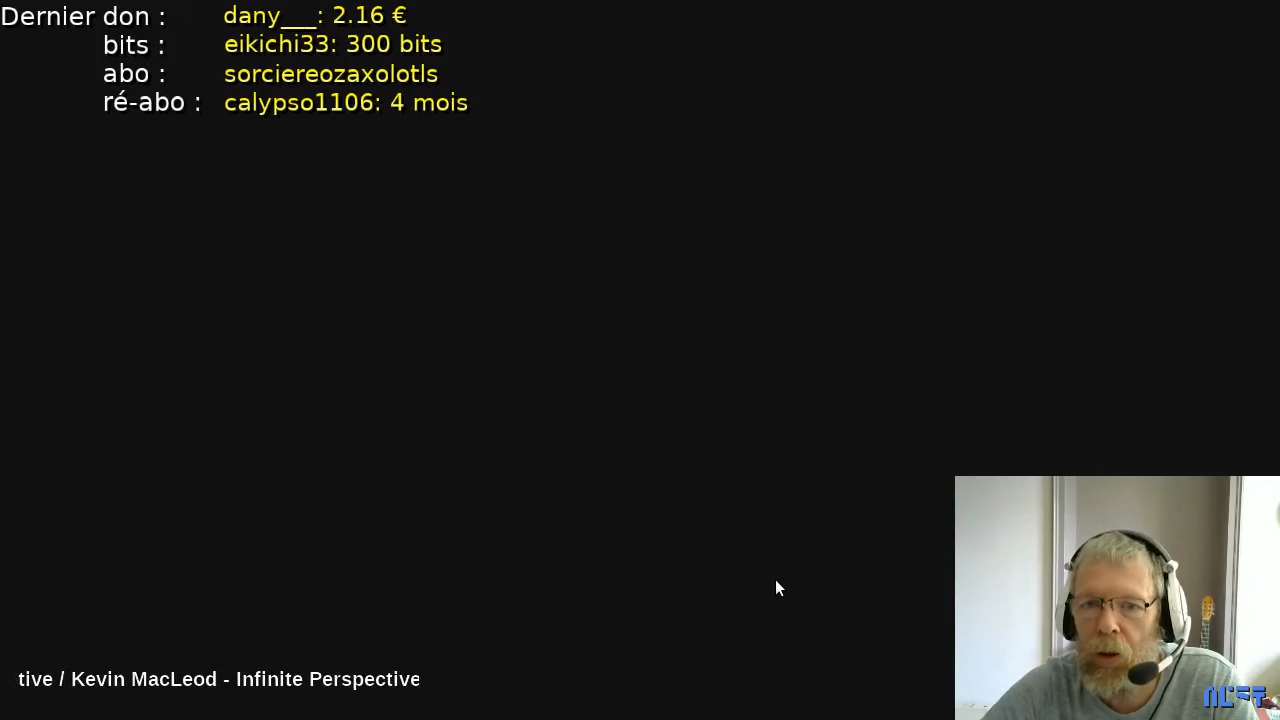 Dernier don : dany___: 2.16 €
bits : eikichi33: 300 bits
abo : sorciereozaxolotls
ré-abo : calypso1106: 4 mois
tive / Kevin MacLeod - Infinite Perspective